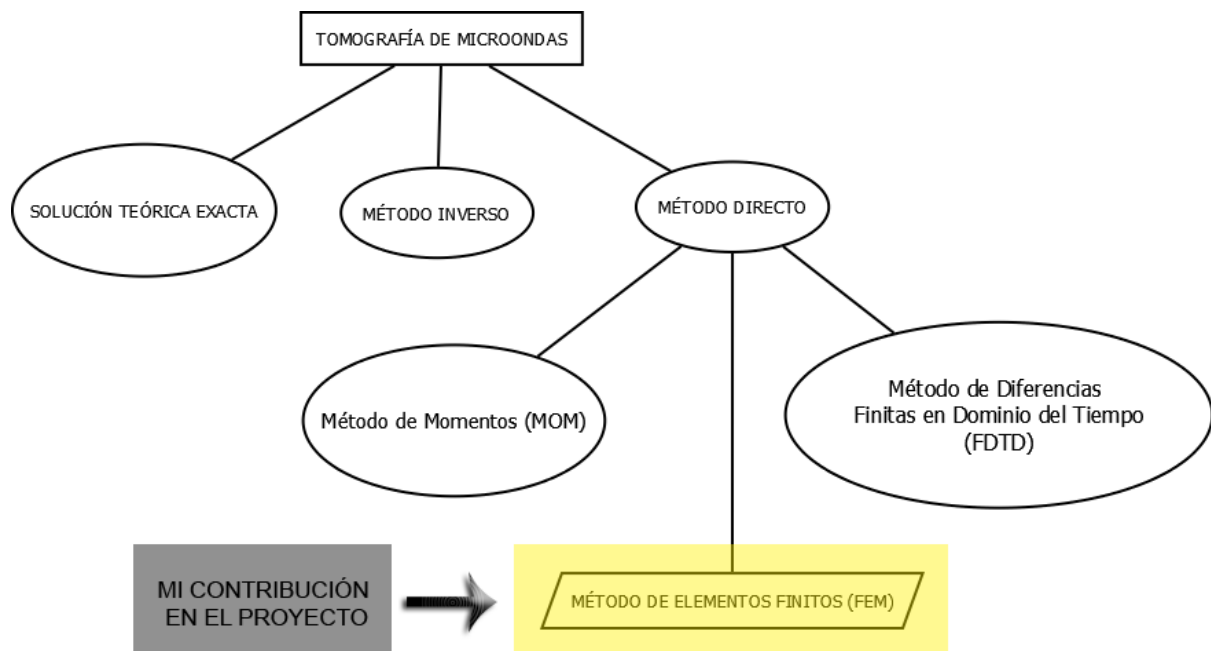 TOMOGRAFÍA DE MICROONDAS
SOLUCIÓN TEÓRICA EXACTA
MÉTODO INVERSO
MÉTODO DIRECTO
Método de Momentos (MOM)
Método de Diferencias
Finitas en Dominio del Tiempo
(FDTD)
MI CONTRIBUCIÓN
EN EL PROYECTO
MÉTODO DE ELEMENTOS FINITOS (FEM)